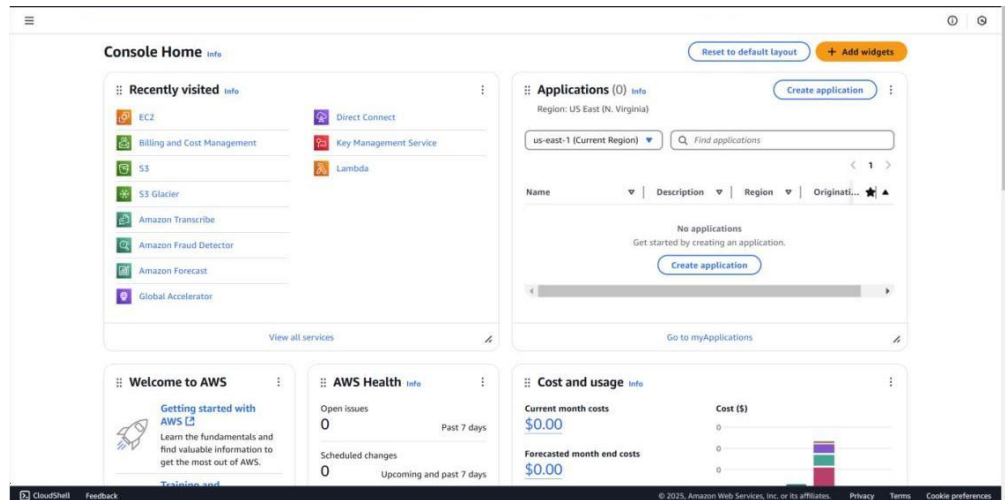 Console Home Info
Reset to default layout
+ Add widgets
Recently visited Info
EC2
Billing and Cost Management
S3
S3 Glacier
Amazon Transcribe
Amazon Fraud Detector
Amazon Forecast
Global Accelerator
Direct Connect
Key Management Service
Lambda
View all services
Applications (0) Info
Create application
Region: US East (N. Virginia)
us-east-1 (Current Region)
Find applications
1
Name
Description
Region
Originati...
No applications
Get started by creating an application.
Create application
Go to myApplications
Welcome to AWS
Getting started with
AWS
Learn the fundamentals and
find valuable information to
get the most out of AWS.
Training and
AWS Health Info
Open issues
0
Past 7 days
Scheduled changes
0
Upcoming and past 7 days
Cost and usage Info
Current month costs
$0.00
Forecasted month end costs
$0.00
Cost ($)
0
0
0
CloudShell
Feedback
© 2025, Amazon Web Services, Inc. or its affiliates.
Privacy
Terms
Cookie preferences